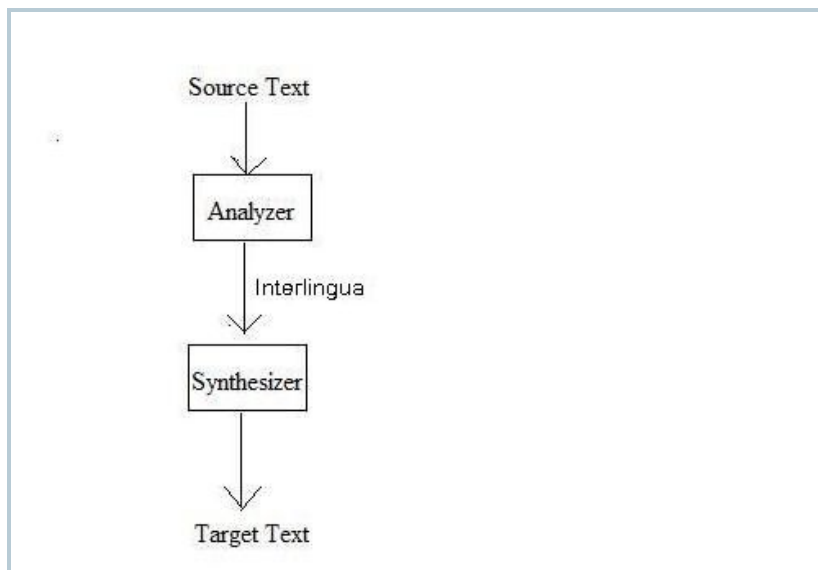 Source Text
Analyzer
Interlingua
Synthesizer
Target Text